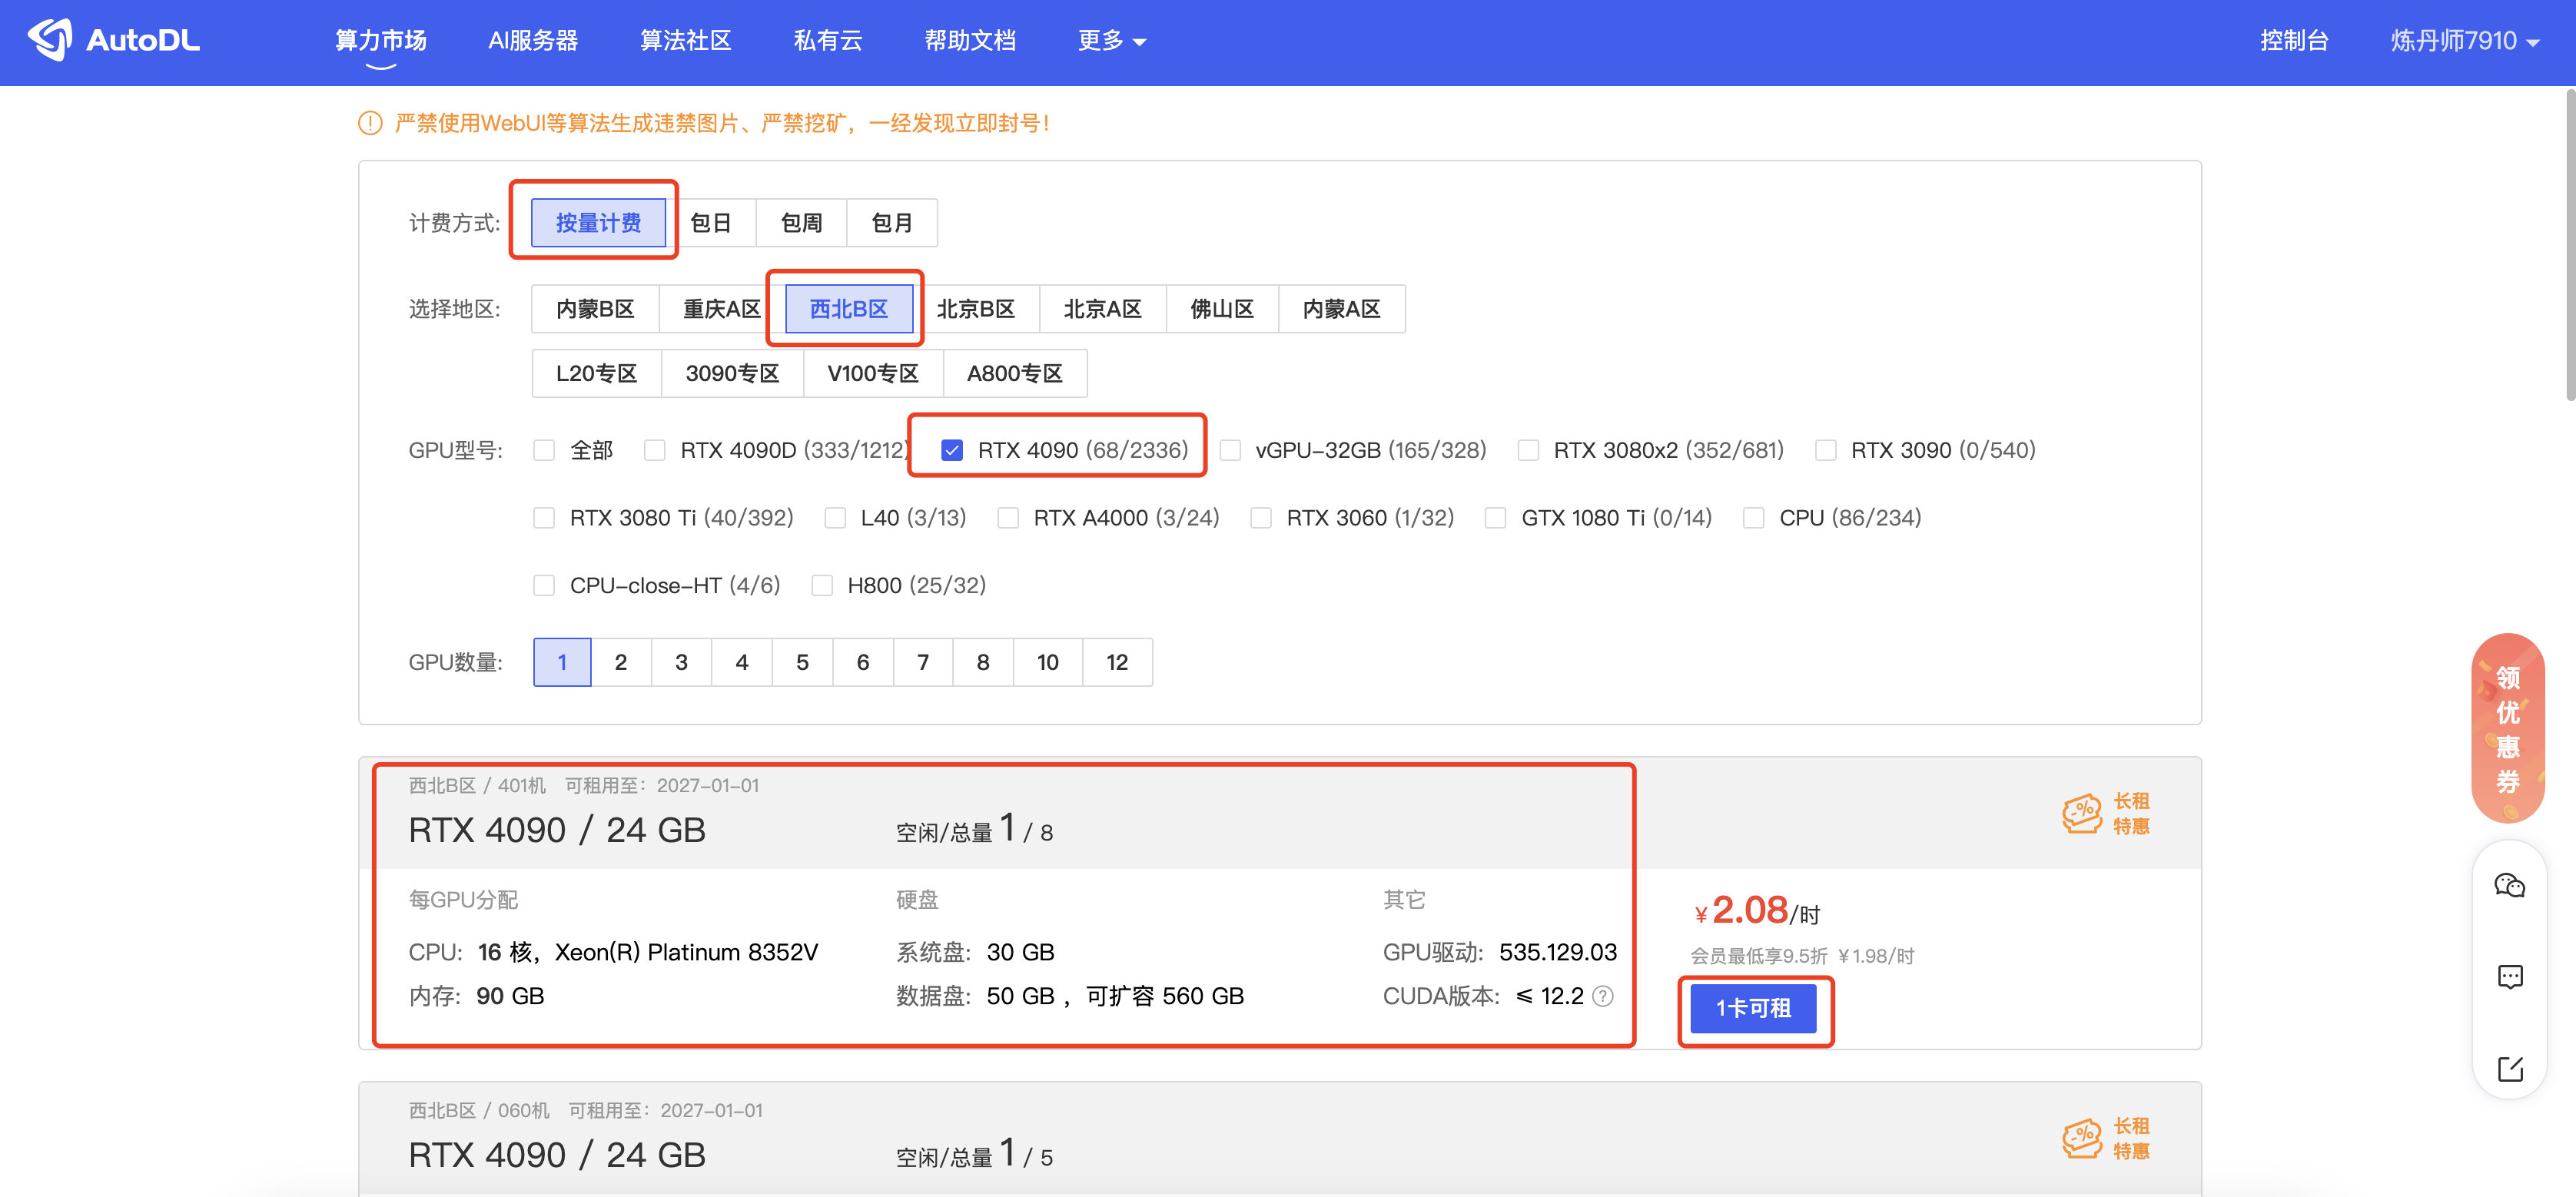 AutoDL 算力市场 AI服务器 算法社区 私有云 帮助文档 更多 控制台 炼丹师7910
严禁使用WebUI等算法生成违禁图片、严禁挖矿，一经发现立即封号！
计费方式: 按量计费 包日 包周 包月
选择地区: 内蒙B区 重庆A区 西北B区 北京B区 北京A区 佛山区 内蒙A区
L20专区 3090专区 V100专区 A800专区
GPU型号: 全部 RTX 4090D (333/1212) RTX 4090 (68/2336) vGPU-32GB (165/328) RTX 3080x2 (352/681) RTX 3090 (0/540)
RTX 3080 Ti (40/392) L40 (3/13) RTX A4000 (3/24) RTX 3060 (1/32) GTX 1080 Ti (0/14) CPU (86/234)
CPU-close-HT (4/6) H800 (25/32)
GPU数量: 1 2 3 4 5 6 7 8 10 12
领优惠券
西北B区 / 401机 可租用至：2027-01-01
RTX 4090 / 24 GB 空闲/总量 1 / 8
长租
特惠
每GPU分配 硬盘 其它
¥2.08/时
CPU: 16 核，Xeon(R) Platinum 8352V 系统盘: 30 GB GPU驱动: 535.129.03
会员最低享9.5折 ¥1.98/时
内存: 90 GB 数据盘: 50 GB ，可扩容 560 GB CUDA版本: ≤ 12.2 ?
1卡可租
西北B区 / 060机 可租用至：2027-01-01
RTX 4090 / 24 GB 空闲/总量 1 / 5
长租
特惠